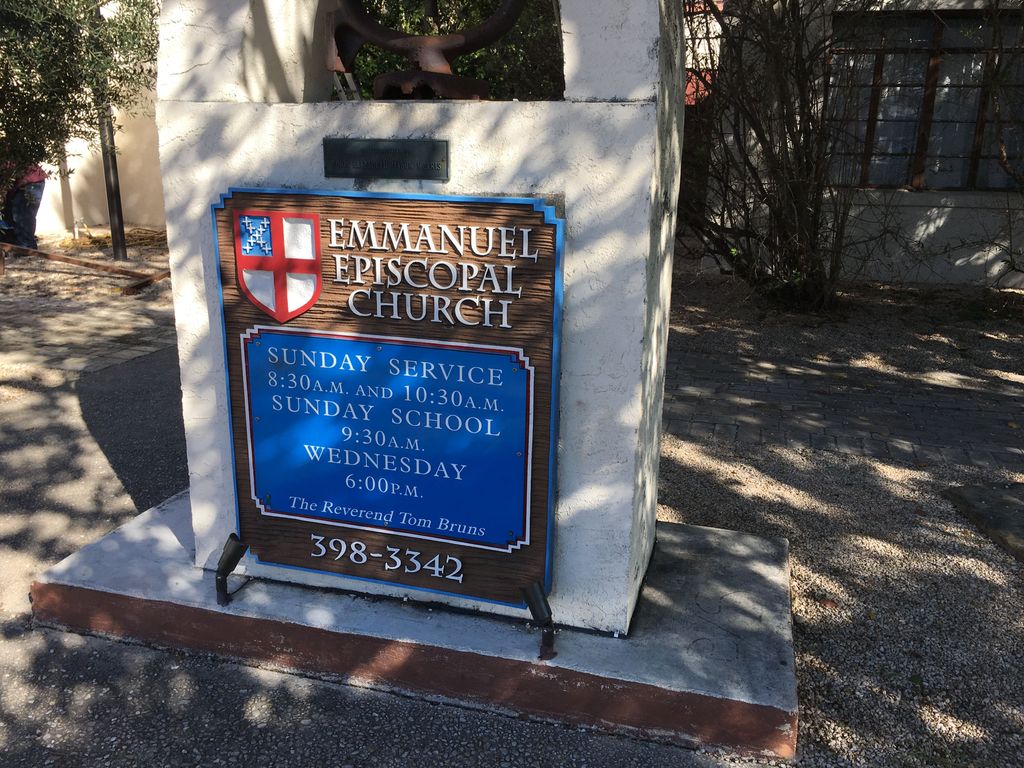 EMMANUEL
EPISCOPAL
CHURCH
SUNDAY SERVICE
8:30A.M. AND 10:30A.M.
SUNDAY SCHOOL
9:30A.M.
WEDNESDAY
6:00P.M.
The Reverend Tom Bruns
398-3342